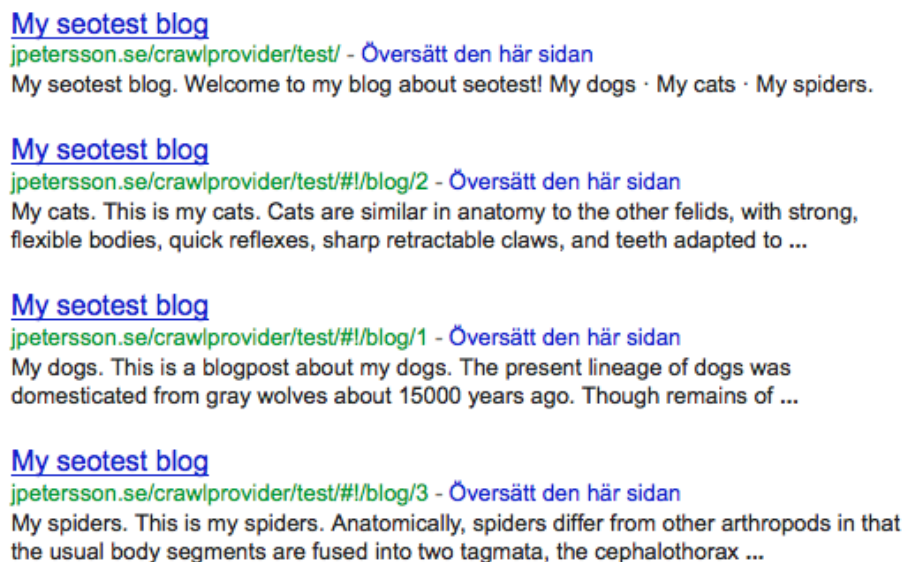 My seotest blog
jpetersson.se/crawlprovider/test/ - Översätt den här sidan
My seotest blog. Welcome to my blog about seotest! My dogs · My cats · My spiders.
My seotest blog
jpetersson.se/crawlprovider/test/#!/blog/2 - Översätt den här sidan
My cats. This is my cats. Cats are similar in anatomy to the other felids, with strong,
flexible bodies, quick reflexes, sharp retractable claws, and teeth adapted to ...
My seotest blog
jpetersson.se/crawlprovider/test/#!/blog/1 - Översätt den här sidan
My dogs. This is a blogpost about my dogs. The present lineage of dogs was
domesticated from gray wolves about 15000 years ago. Though remains of ...
My seotest blog
jpetersson.se/crawlprovider/test/#!/blog/3 - Översätt den här sidan
My spiders. This is my spiders. Anatomically, spiders differ from other arthropods in that
the usual body segments are fused into two tagmata, the cephalothorax ...